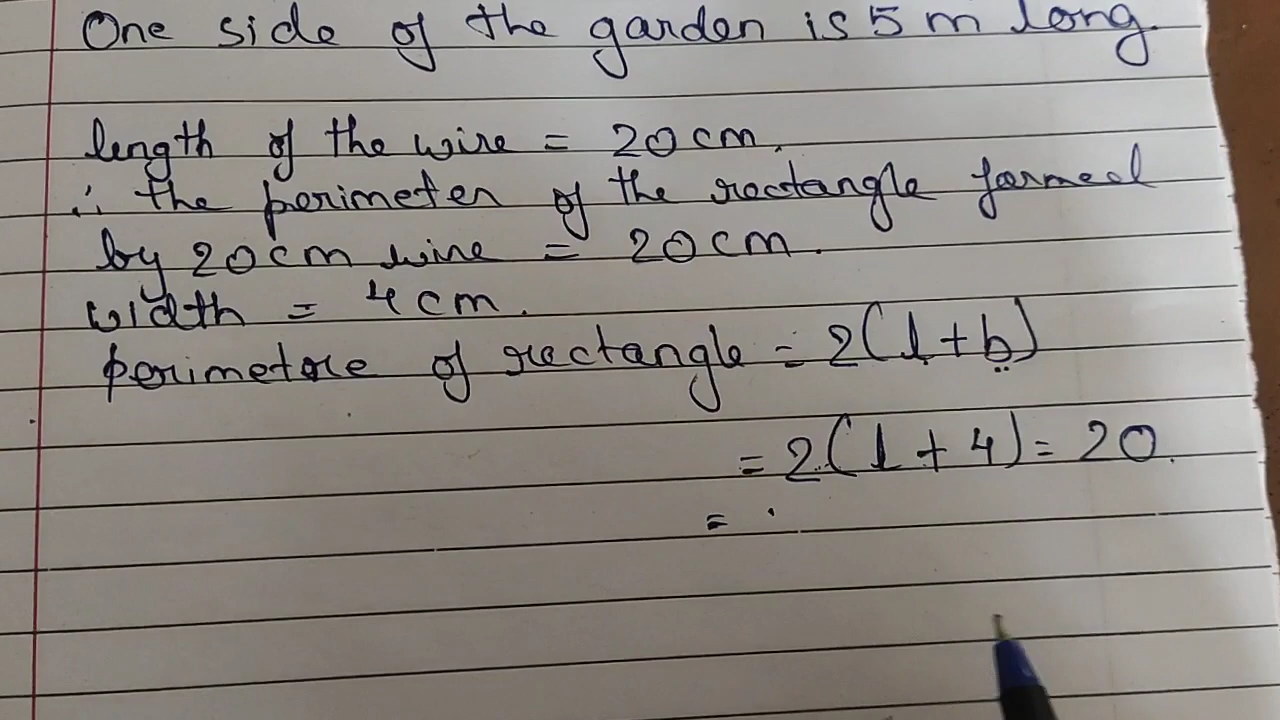 One side of the garden is 5 m long
length of the wire = 20 cm.
∴ the perimeter of the rectangle formed
by 20 cm wire = 20 cm.
width = 4 cm.
perimetore of rectangle = 2(l+b)
= 2(l+4) = 20.
=